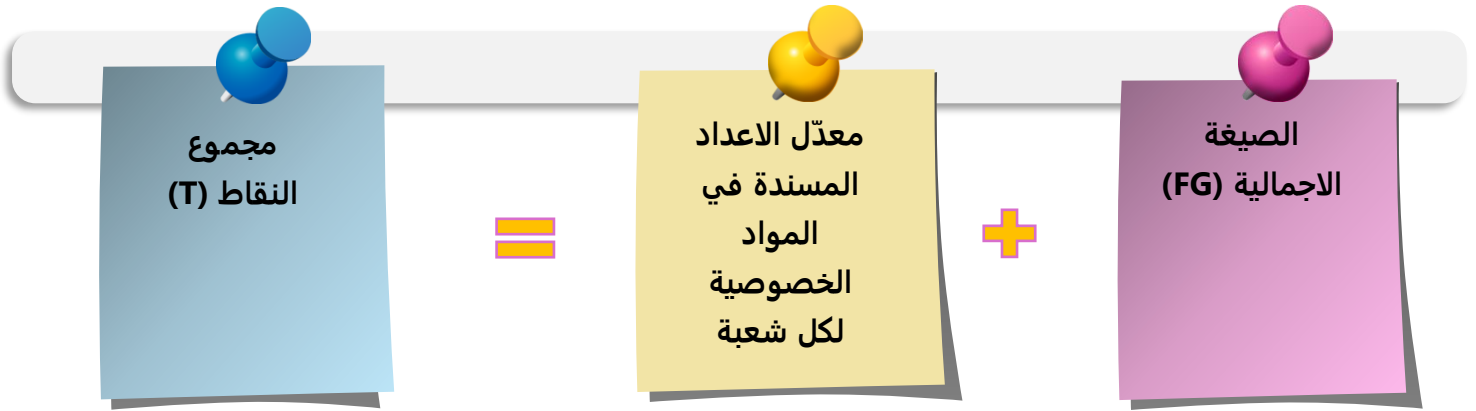 الصيغة
الاجمالية (FG)
+
معدّل الاعداد
المسندة في
المواد
الخصوصية
لكل شعبة
=
مجموع
النقاط (T)